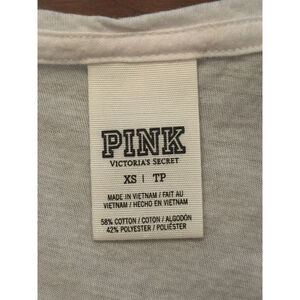 PINK
VICTORIA'S SECRET
XS | TP
MADE IN VIETNAM / FAIT AU
VIETNAM / HECHO EN VIETNAM
58% COTTON / COTON / ALGODÓN
42% POLYESTER / POLIÉSTER